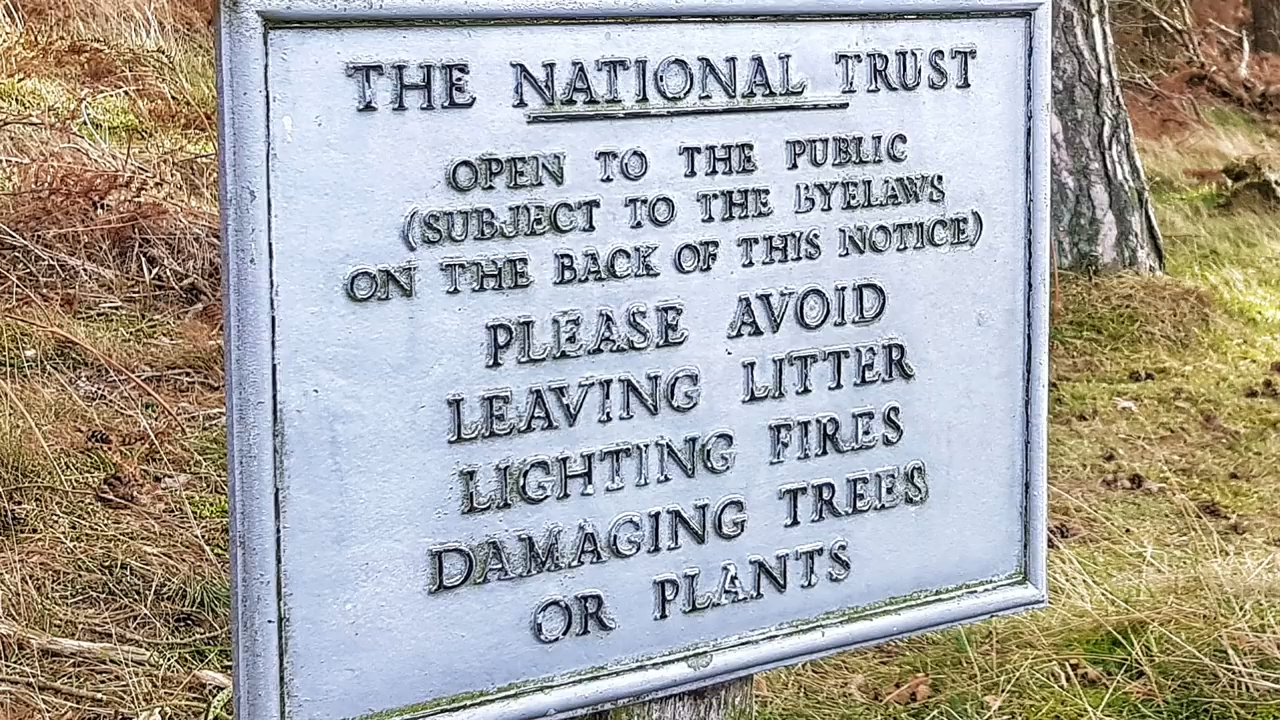 THE NATIONAL TRUST
OPEN TO THE PUBLIC
(SUBJECT TO THE BYELAWS
ON THE BACK OF THIS NOTICE)
PLEASE AVOID
LEAVING LITTER
LIGHTING FIRES
DAMAGING TREES
OR PLANTS